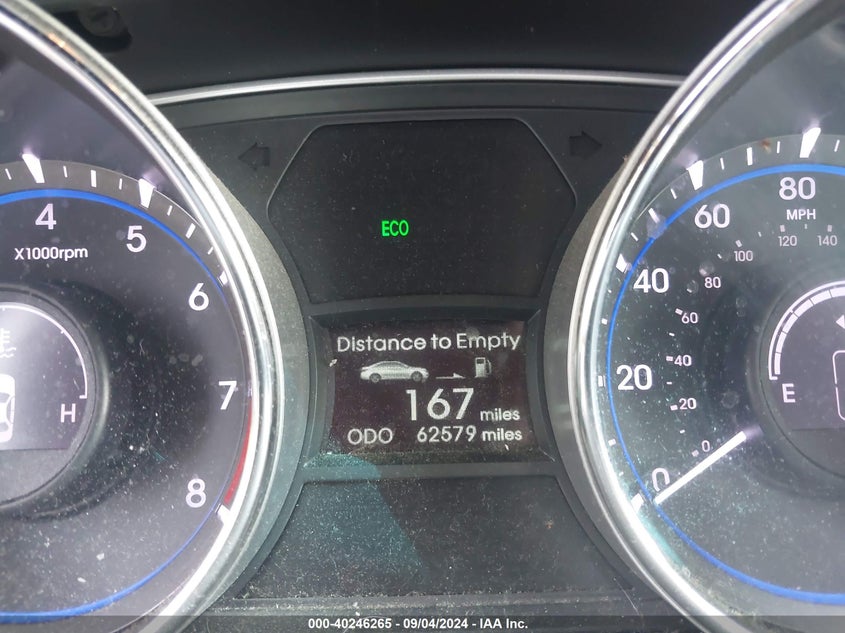 4
5
6
7
8
X1000rpm
H
ECO
Distance to Empty
167 miles
ODO 62579 miles
80
MPH
60
40
20
0
140
120
100
80
60
40
20
0
E
000-40246265 - 09/04/2024 - IAA Inc.